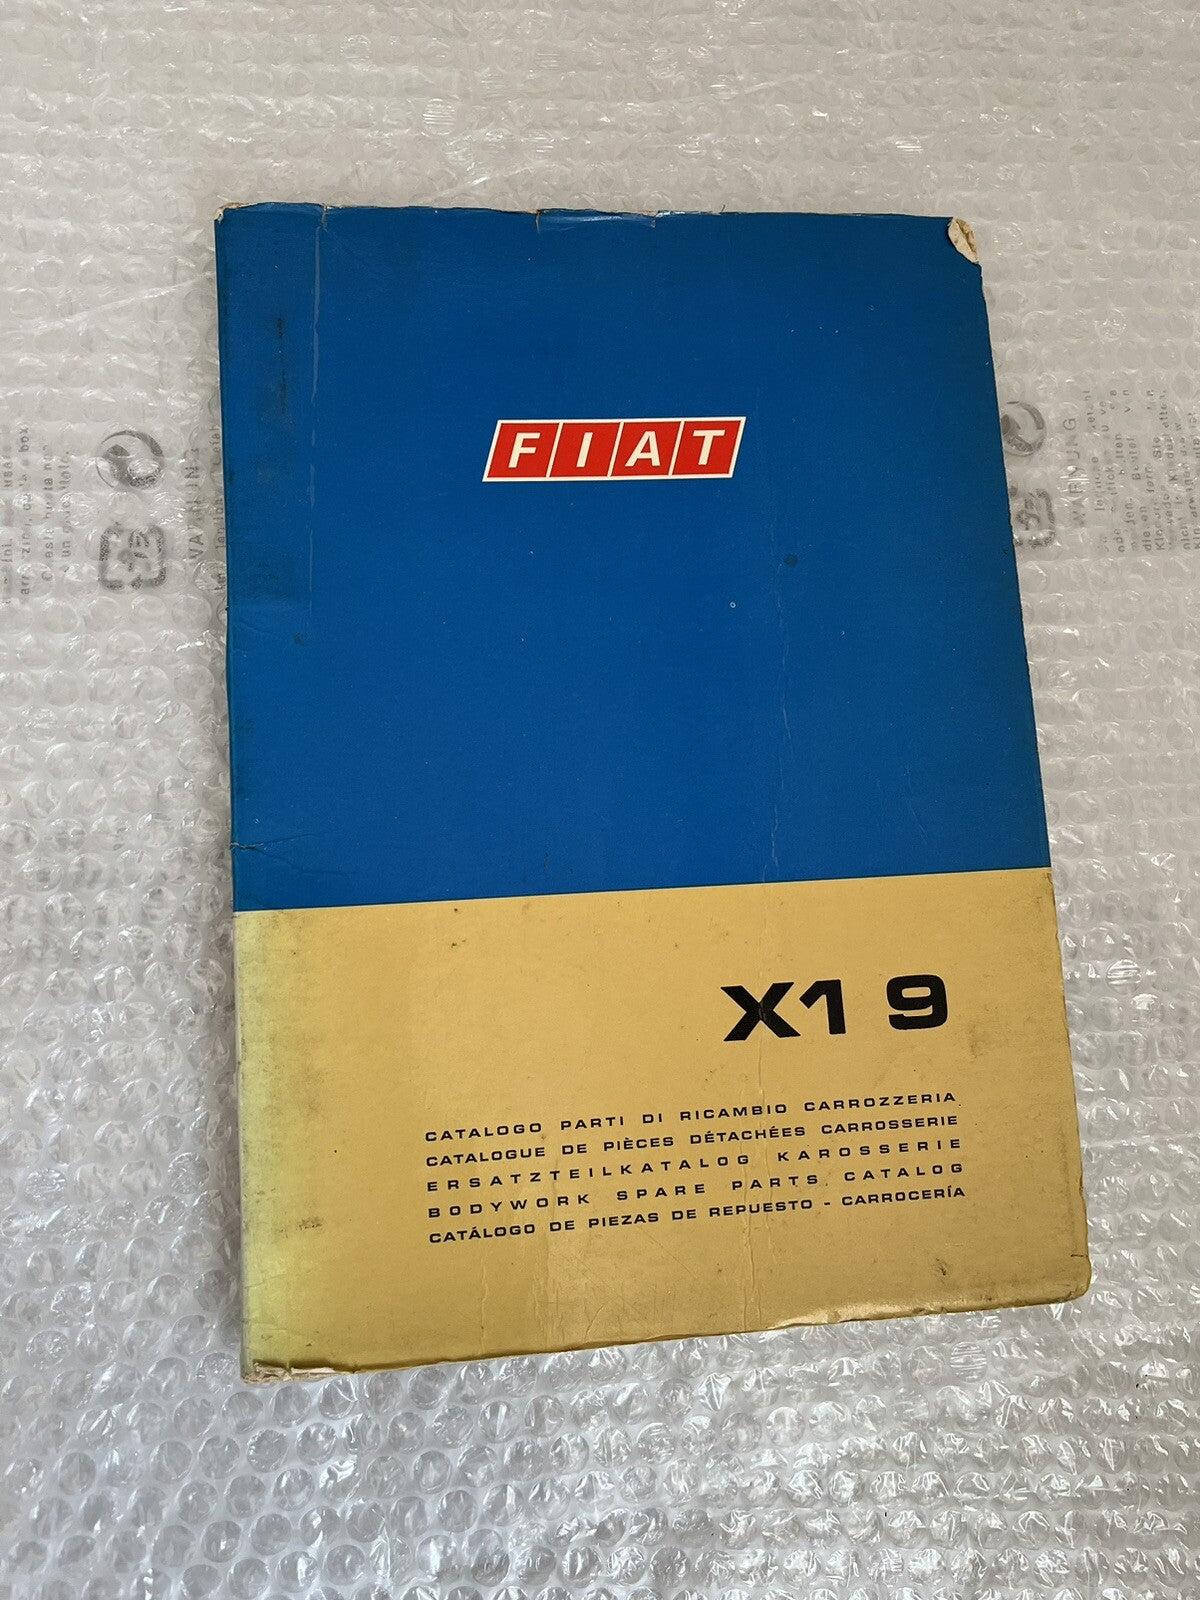 FIAT
X1 9
CATALOGO PARTI DI RICAMBIO CARROZZERIA
CATALOGUE DE PIÈCES DÉTACHÉES CARROSSERIE
ERSATZTEILKATALOG KAROSSERIE
BODYWORK SPARE PARTS CATALOG
CATÁLOGO DE PIEZAS DE REPUESTO - CARROCERÍA
WARNUNG